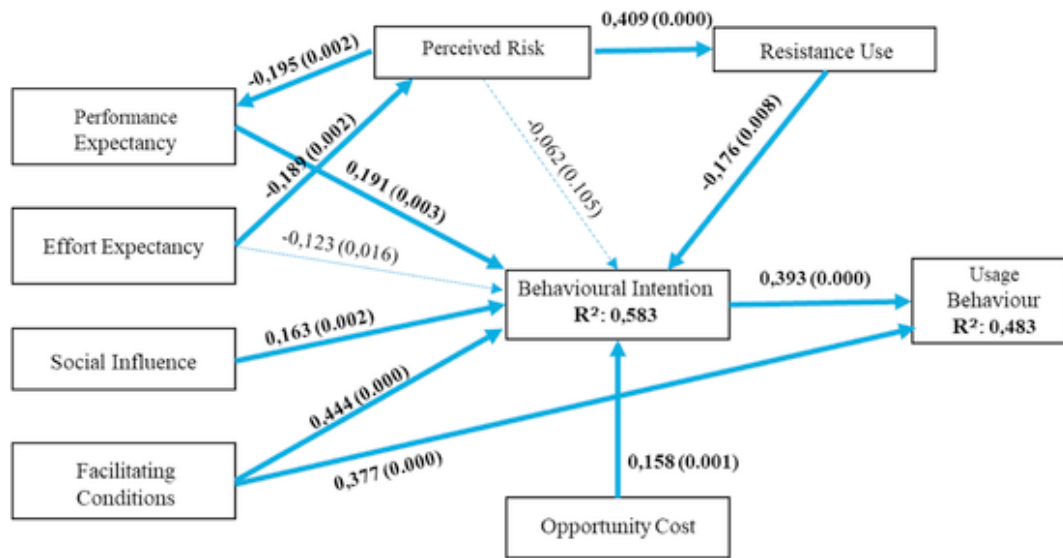 0,409 (0.000)
Perceived Risk
Resistance Use
-0,195 (0.002)
Performance
Expectancy
-0,189 (0.002)
0,191 (0,003)
-0,062 (0.105)
-0,176 (0.008)
Effort Expectancy
-0,123 (0,016)
Behavioural Intention
R²: 0,583
0,393 (0.000)
Usage
Behaviour
R²: 0,483
Social Influence
0,163 (0.002)
0,444 (0.000)
Facilitating
Conditions
0,377 (0.000)
0,158 (0.001)
Opportunity Cost